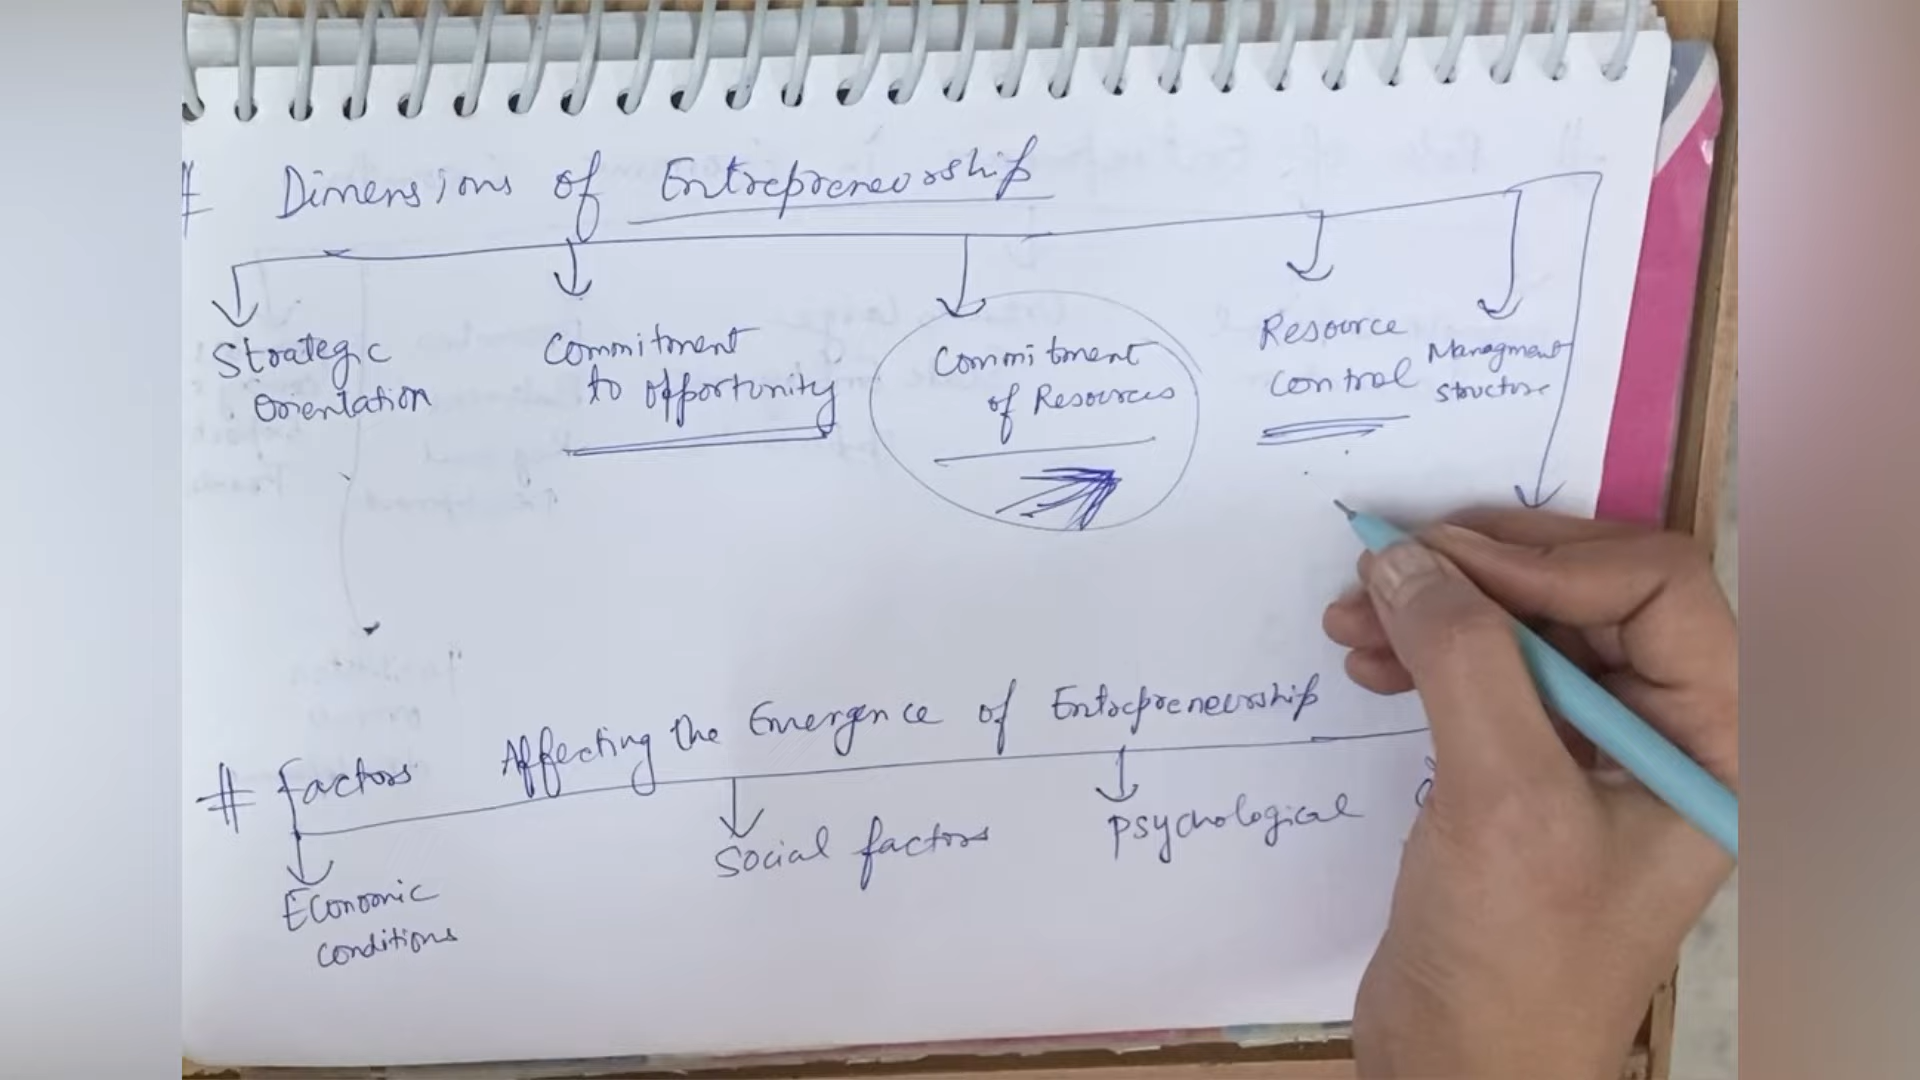 # Dimensions of Entrepreneurship
Strategic
Orientation
Commitment
to opportunity
Commitment
of Resources
Resource
control
Managment
structure
# Factors Affecting the Emergence of Entrepreneurship
Economic
conditions
Social factors
Psychological